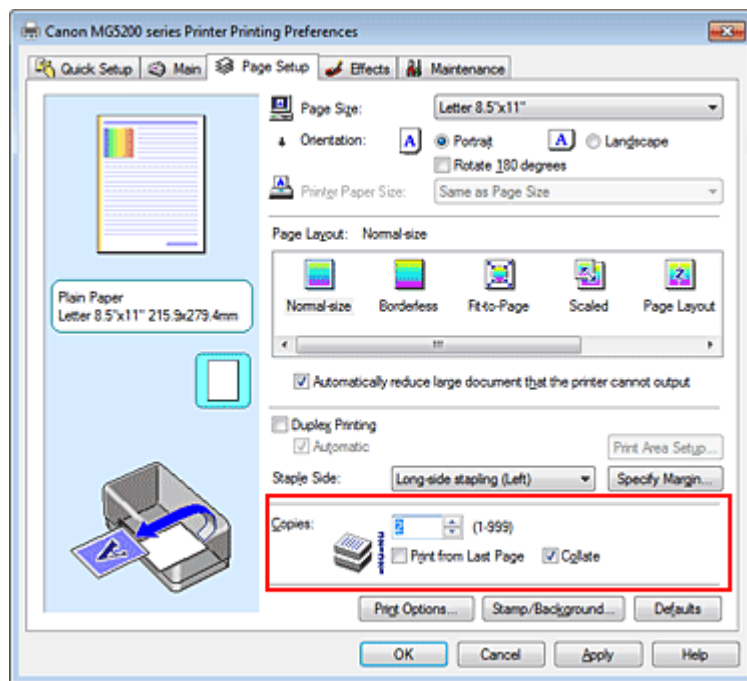 Canon MG5200 series Printer Printing Preferences
Quick Setup Main Page Setup Effects Maintenance
Page Size: Letter 8.5"x11"
Orientation: A Portrait A Landscape
Rotate 180 degrees
Printer Paper Size: Same as Page Size
Page Layout: Normal-size
Normal-size Borderless Fit-to-Page Scaled Page Layout
Plain Paper
Letter 8.5"x11" 215.9x279.4mm
Automatically reduce large document that the printer cannot output
Duplex Printing
Automatic
Print Area Setup...
Staple Side: Long-side stapling (Left) Specify Margin...
Copies: 2 (1-999)
Print from Last Page Collate
Print Options... Stamp/Background... Defaults
OK Cancel Apply Help